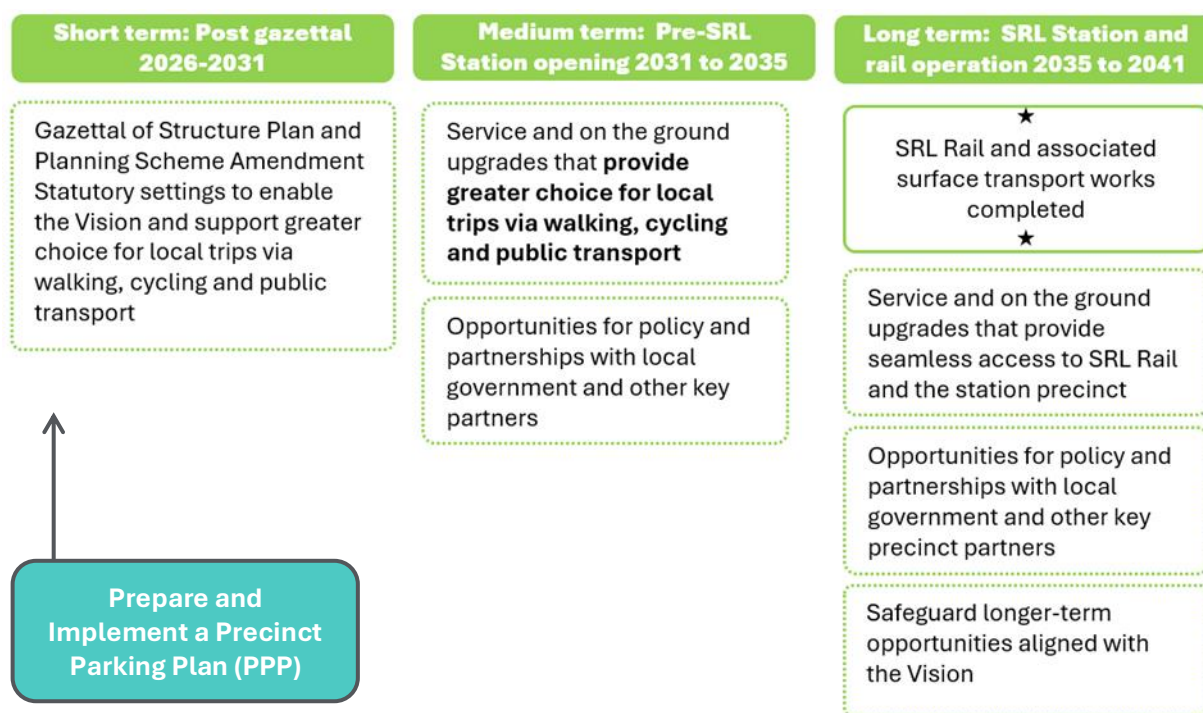 Short term: Post gazettal
2026-2031
Gazettal of Structure Plan and
Planning Scheme Amendment
Statutory settings to enable
the Vision and support greater
choice for local trips via
walking, cycling and public
transport
Prepare and
Implement a Precinct
Parking Plan (PPP)
Medium term: Pre-SRL
Station opening 2031 to 2035
Service and on the ground
upgrades that provide
greater choice for local
trips via walking, cycling
and public transport
Opportunities for policy and
partnerships with local
government and other key
partners
Long term: SRL Station and
rail operation 2035 to 2041
★
SRL Rail and associated
surface transport works
completed
★
Service and on the ground
upgrades that provide
seamless access to SRL Rail
and the station precinct
Opportunities for policy and
partnerships with local
government and other key
precinct partners
Safeguard longer-term
opportunities aligned with
the Vision